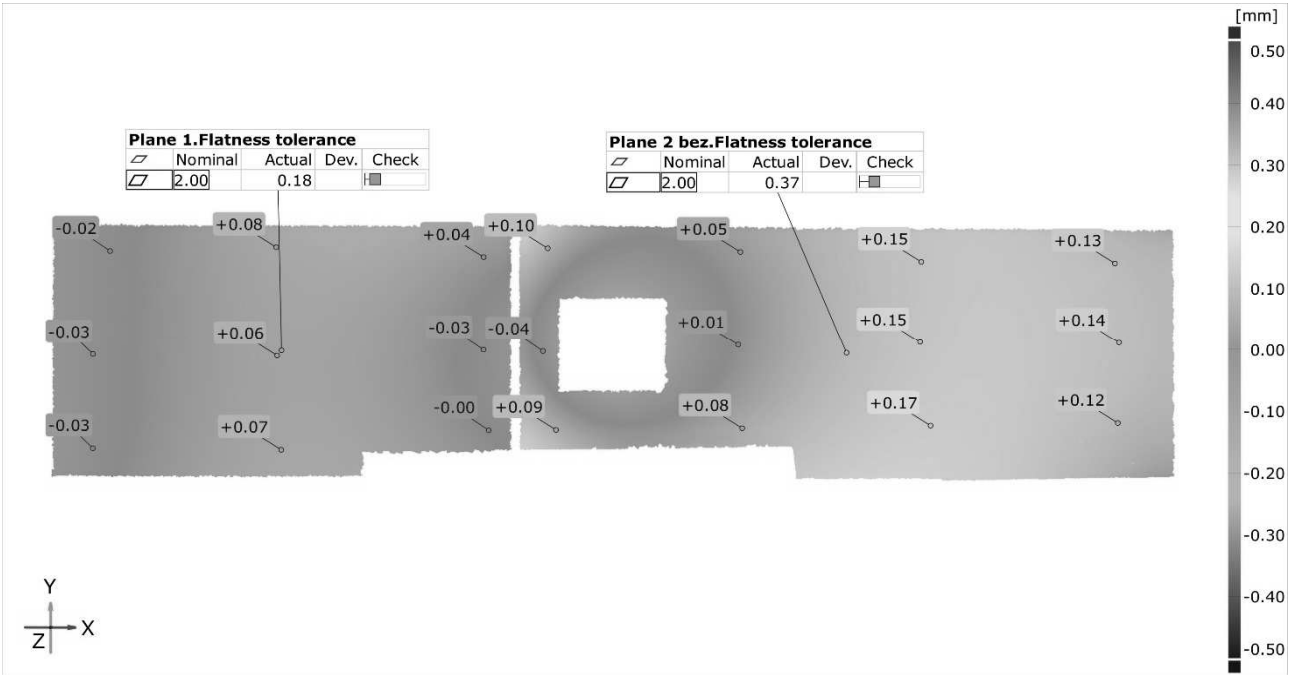 [mm]
0.50
0.40
0.30
0.20
0.10
0.00
-0.10
-0.20
-0.30
-0.40
-0.50
Plane 1.Flatness tolerance
Nominal Actual Dev. Check
2.00 0.18
Plane 2 bez.Flatness tolerance
Nominal Actual Dev. Check
2.00 0.37
-0.02 +0.08 +0.04 +0.10 +0.05 +0.15 +0.13
-0.03 +0.06 -0.03 -0.04 +0.01 +0.15 +0.14
-0.03 +0.07 -0.00 +0.09 +0.08 +0.17 +0.12
Y
Z X